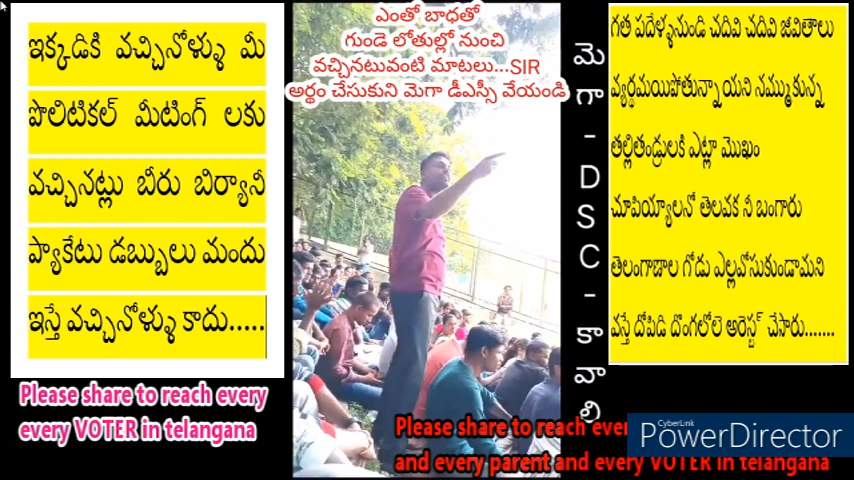 ఇక్కడికి వచ్చినోళ్ళు మీ
పొలిటికల్ మీటింగ్ లకు
వచ్చినట్లు బీరు బిర్యానీ
ప్యాకేటు డబ్బులు మందు
ఇస్తే వచ్చినోళ్ళు కాదు.....
Please share to reach every
every VOTER in telangana
ఎంతో బాధతో
గుండె లోతుల్లో నుంచి
వచ్చినటువంటి మాటలు...SIR
అర్థం చేసుకుని మెగా డీఎస్సీ వేయండి
మెగా-DSC-కావాలి
గత పదేళ్ళనుండి చదివి చదివి జీవితాలు
వ్యర్థమయిపోతున్నాయని నమ్ముకున్న
తల్లితండ్రులకి ఎట్లా మొఖం
చూపియ్యాలనో తెలవక నీ బంగారు
తెలంగాణాల గోడు ఎల్లవోసుకుందామని
వస్తే దోపిడి దొంగలోలె అరెస్ట్ చేసారు.......
Please share to reach
and every parent and every VOTER in telangana
CyberLink
PowerDirector